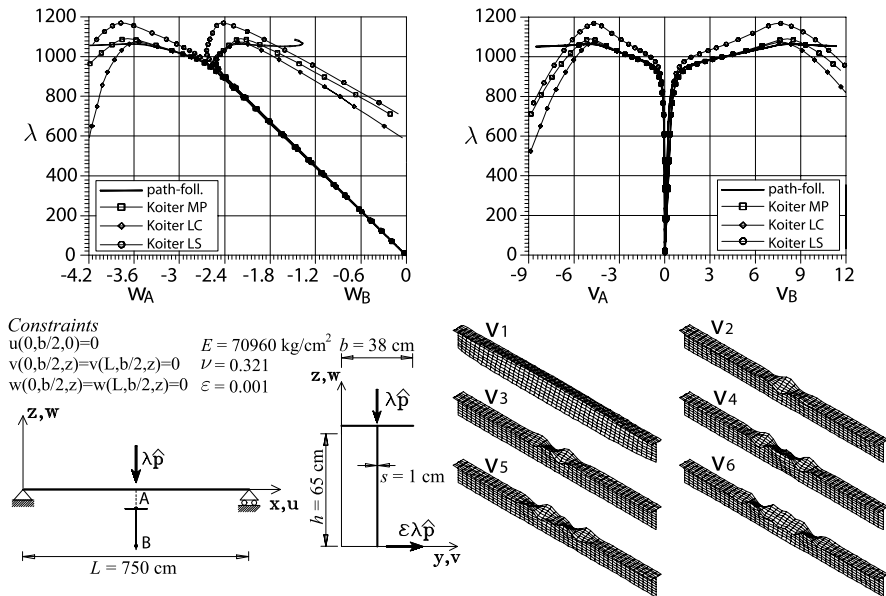 1200
1000
800
λ
600
400
200
0
path-foll.
Koiter MP
Koiter LC
Koiter LS
-4.2 -3.6 -3 -2.4 -1.8 -1.2 -0.6 0
wA wB
1200
1000
800
λ
600
400
200
0
path-foll.
Koiter MP
Koiter LC
Koiter LS
-9 -6 -3 0 3 6 9 12
vA vB
Constraints
u(0,b/2,0)=0
v(0,b/2,z)=v(L,b/2,z)=0
w(0,b/2,z)=w(L,b/2,z)=0
E = 70960 kg/cm²
ν = 0.321
ε = 0.001
z,w
λp̂
A
B
x,u
L = 750 cm
b = 38 cm
z,w
λp̂
h = 65 cm
s = 1 cm
ελp̂
y,v
v1
v2
v3
v4
v5
v6